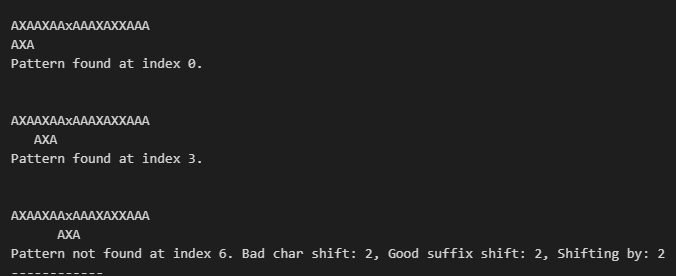 AXAAXAAxAAAXAXXAAA
AXA
Pattern found at index 0.
AXAAXAAxAAAXAXXAAA
AXA
Pattern found at index 3.
AXAAXAAxAAAXAXXAAA
AXA
Pattern not found at index 6. Bad char shift: 2, Good suffix shift: 2, Shifting by: 2
------------